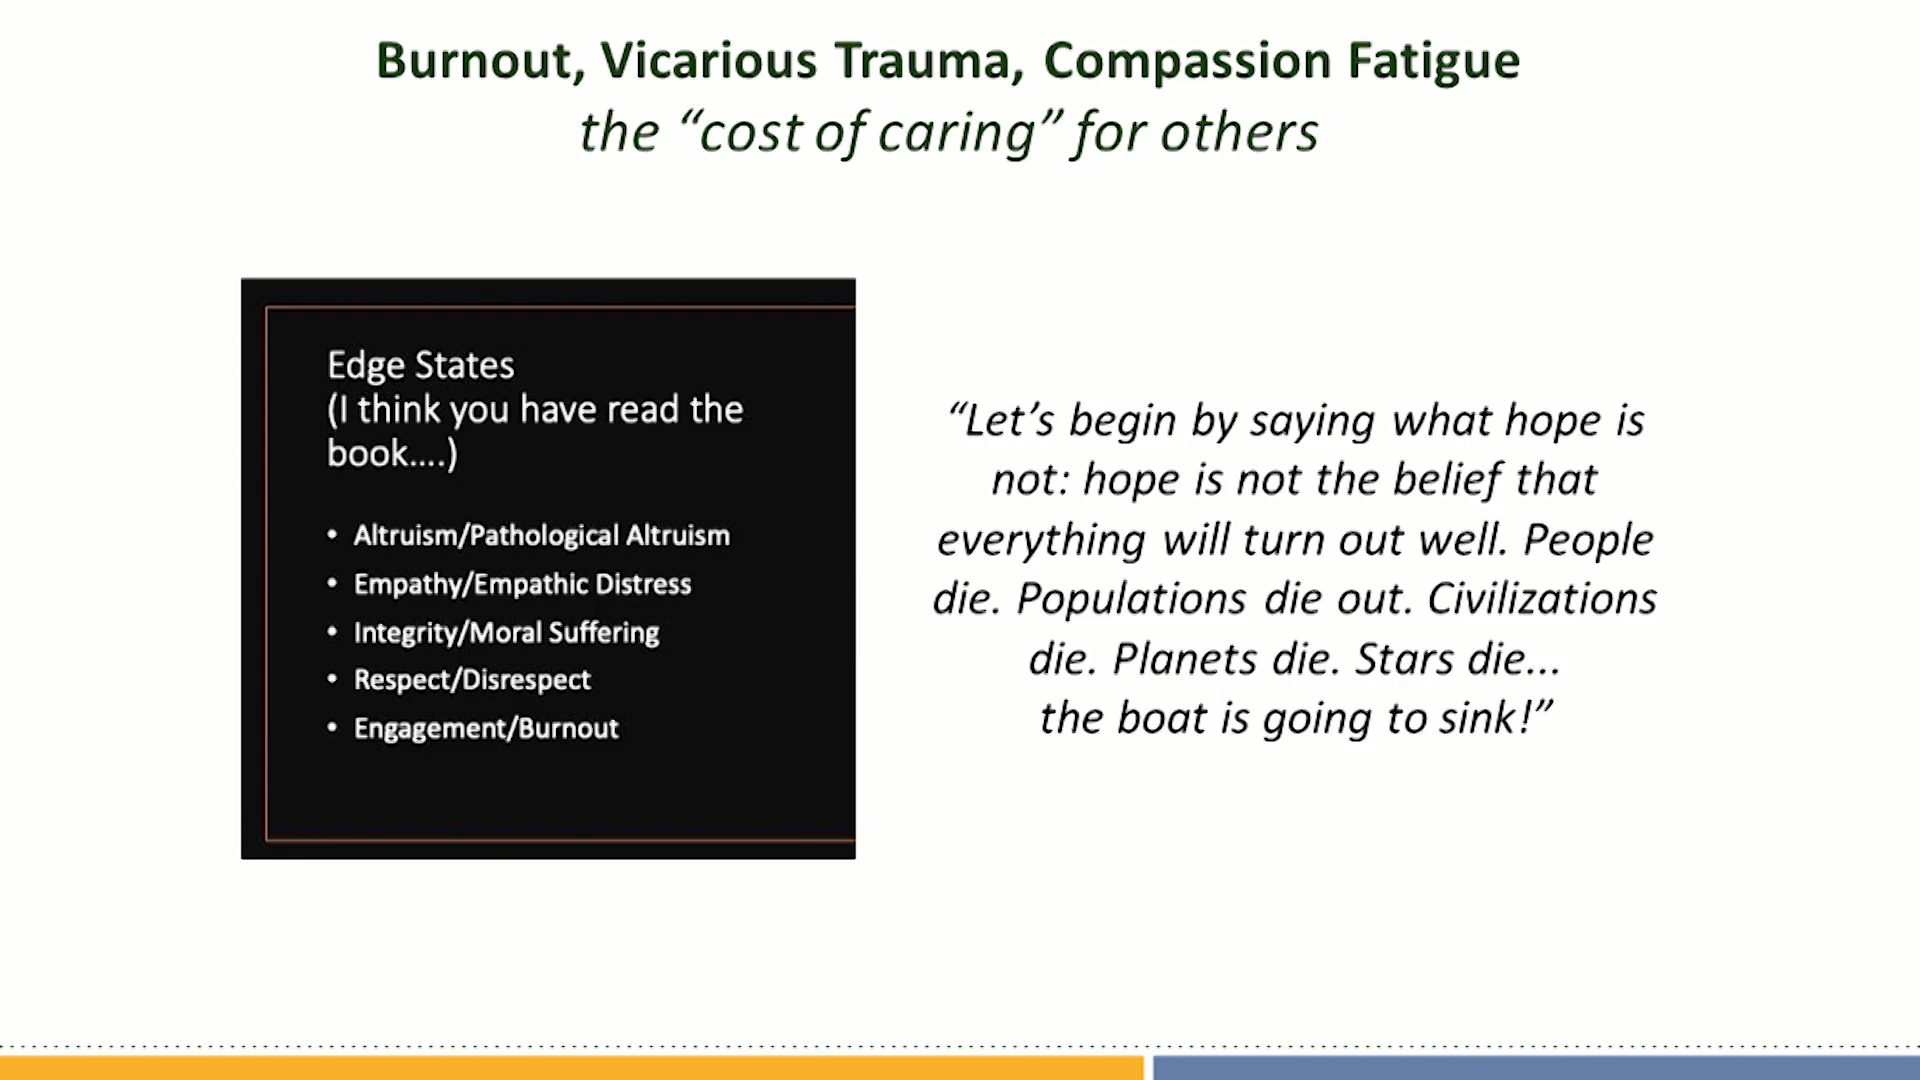 Burnout, Vicarious Trauma, Compassion Fatigue
the “cost of caring” for others
Edge States
(I think you have read the
book....)
• Altruism/Pathological Altruism
• Empathy/Empathic Distress
• Integrity/Moral Suffering
• Respect/Disrespect
• Engagement/Burnout
“Let’s begin by saying what hope is
not: hope is not the belief that
everything will turn out well. People
die. Populations die out. Civilizations
die. Planets die. Stars die...
the boat is going to sink!”